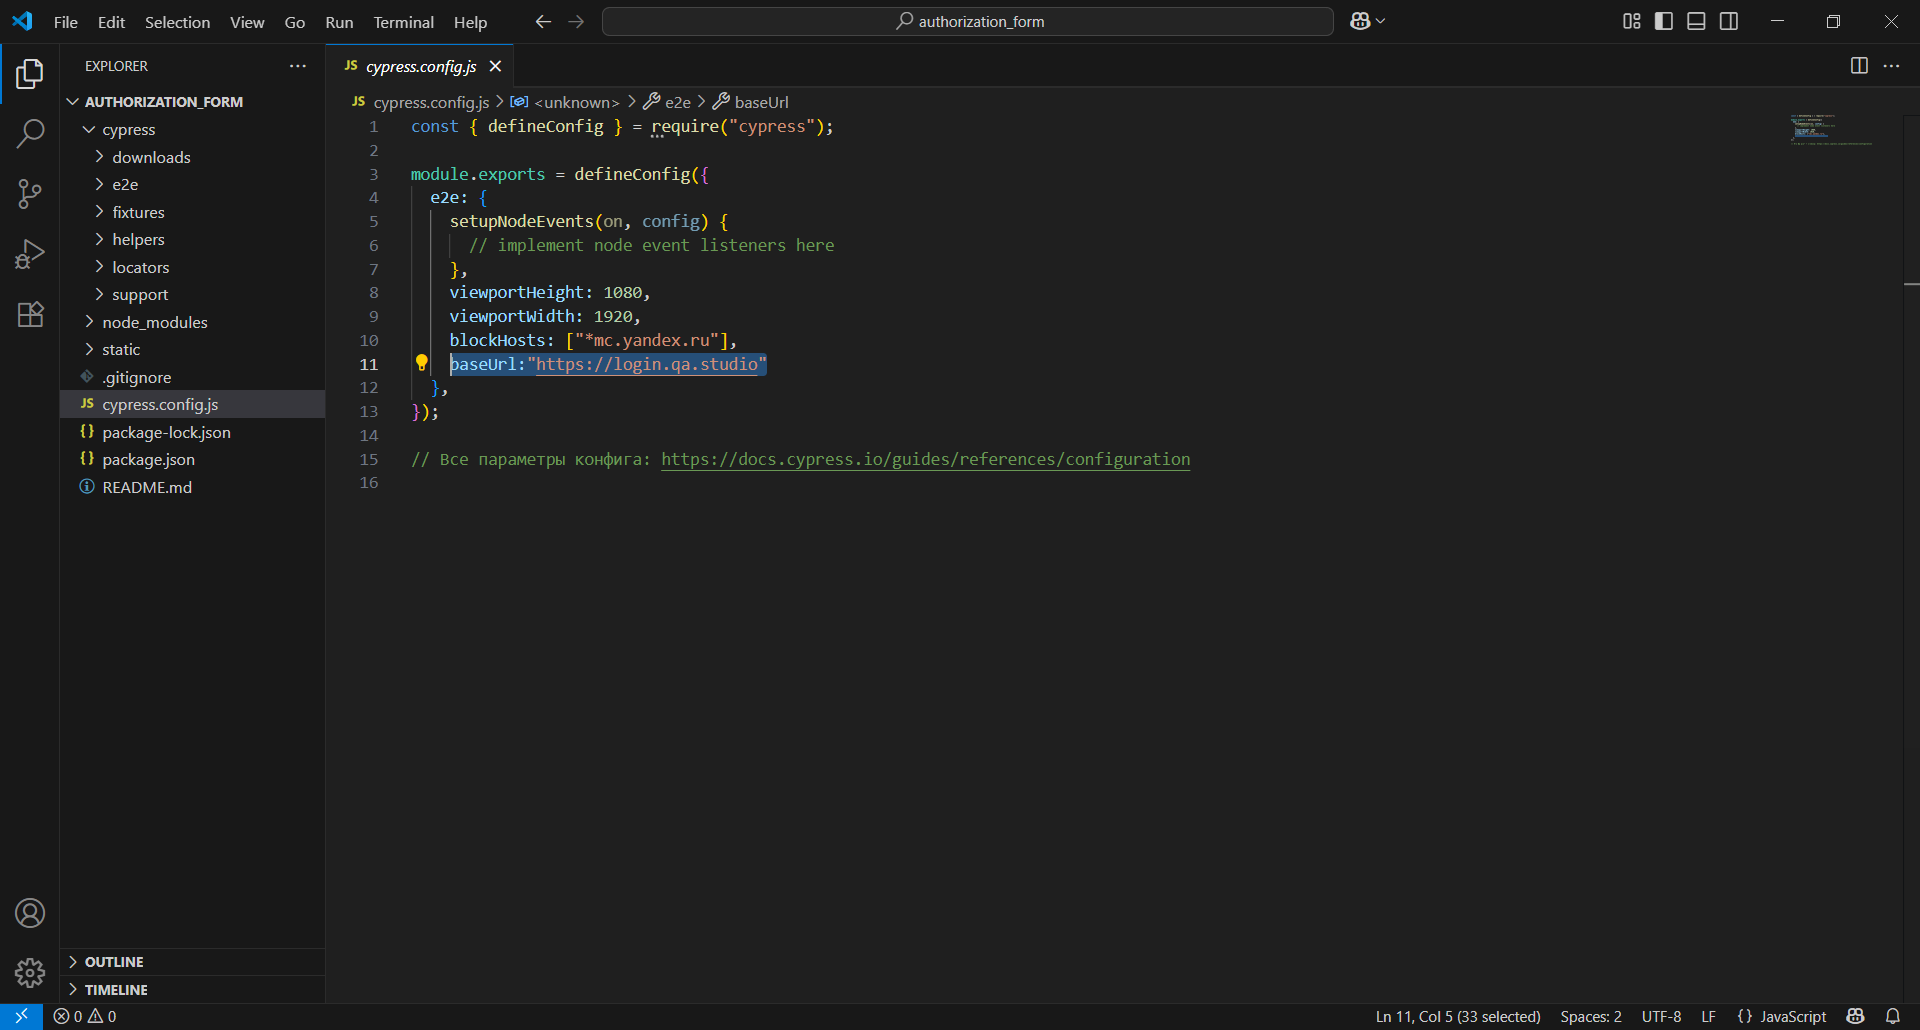 File Edit Selection View Go Run Terminal Help
authorization_form
EXPLORER
AUTHORIZATION_FORM
cypress
downloads
e2e
fixtures
helpers
locators
support
node_modules
static
.gitignore
JS cypress.config.js
{} package-lock.json
{} package.json
README.md
OUTLINE
TIMELINE
JS cypress.config.js
JS cypress.config.js > <unknown> > e2e > baseUrl
1 const { defineConfig } = require("cypress");
2
3 module.exports = defineConfig({
4 e2e: {
5 setupNodeEvents(on, config) {
6 // implement node event listeners here
7 },
8 viewportHeight: 1080,
9 viewportWidth: 1920,
10 blockHosts: ["*mc.yandex.ru"],
11 baseUrl:"https://login.qa.studio"
12 },
13 });
14
15 // Все параметры конфига: https://docs.cypress.io/guides/references/configuration
16
0 0 Ln 11, Col 5 (33 selected) Spaces: 2 UTF-8 LF {} JavaScript